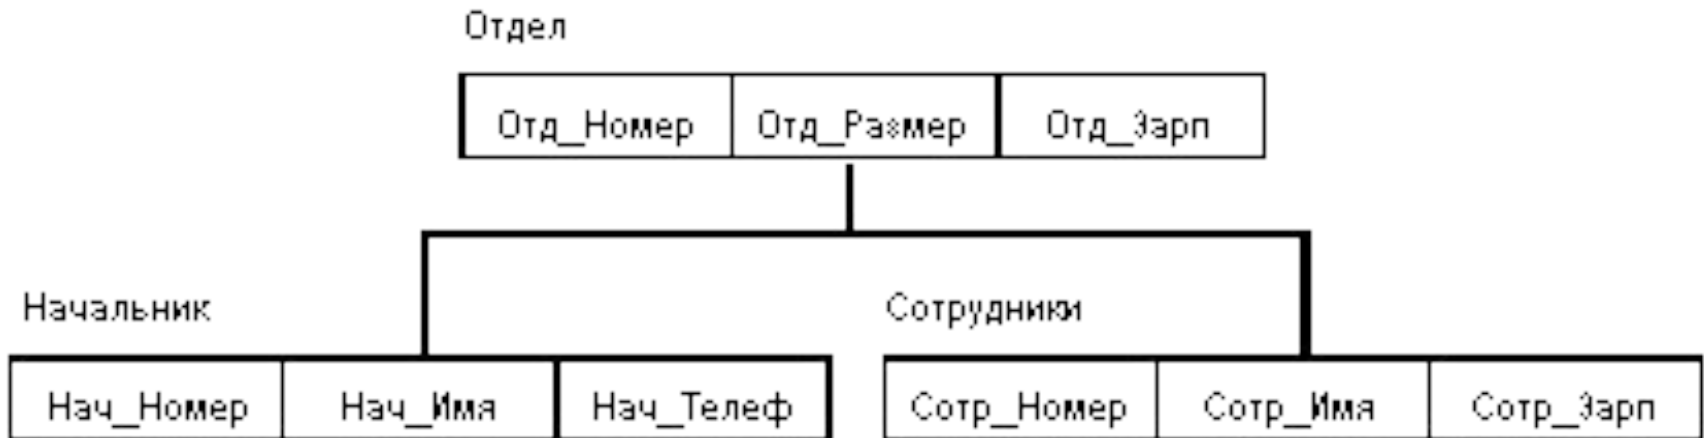 Отдел
Отд_Номер Отд_Размер Отд_Зарп
Начальник Сотрудники
Нач_Номер Нач_Имя Нач_Телеф Сотр_Номер Сотр_Имя Сотр_Зарп